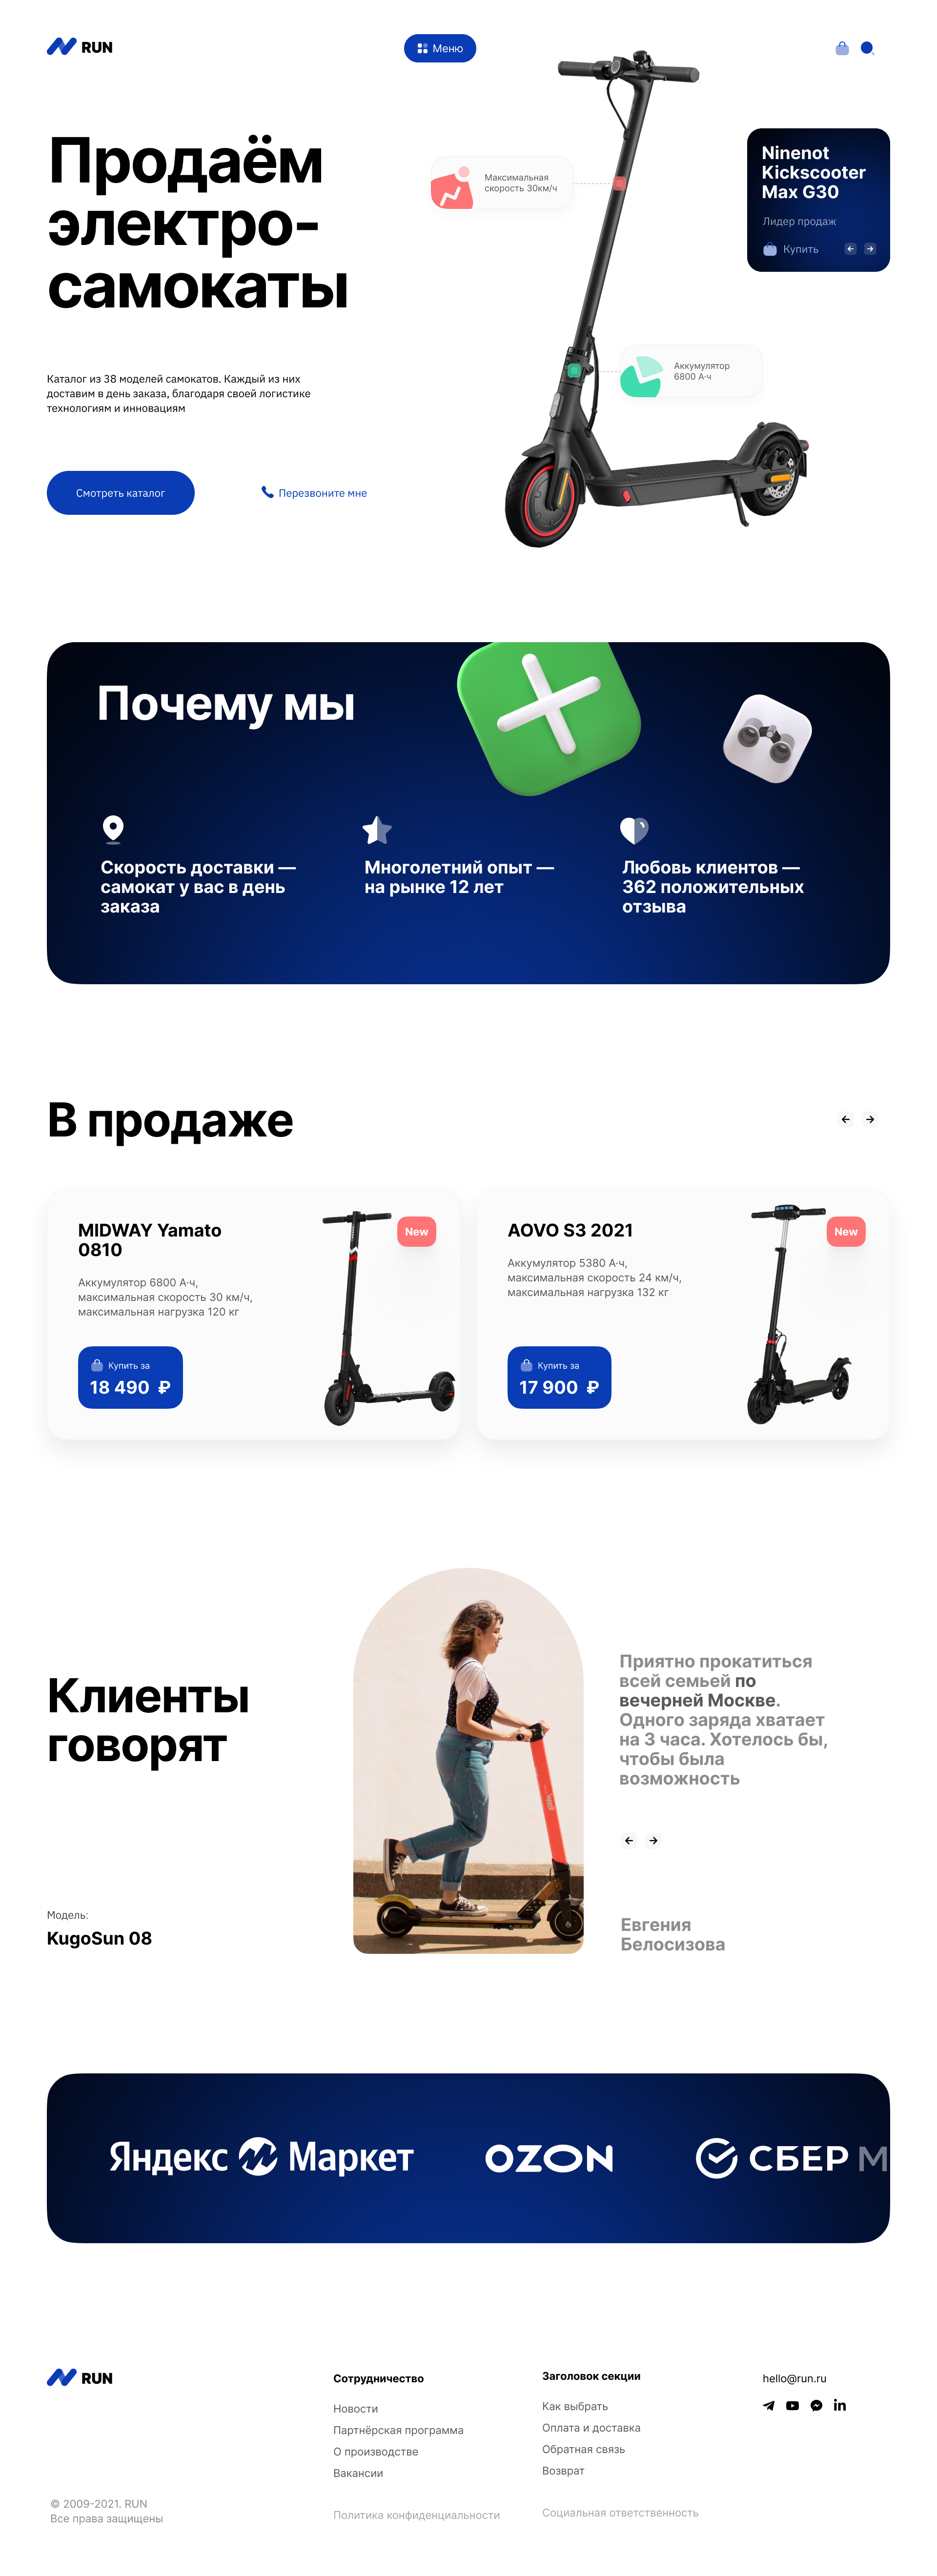 RUN
Меню
Продаём
электро-
самокаты
Максимальная
скорость 30км/ч
Ninenot
Kickscooter
Max G30
Лидер продаж
Купить
Аккумулятор
6800 А·ч
Каталог из 38 моделей самокатов. Каждый из них
доставим в день заказа, благодаря своей логистике
технологиям и инновациям
Смотреть каталог
Перезвоните мне
Почему мы
Скорость доставки —
самокат у вас в день
заказа
Многолетний опыт —
на рынке 12 лет
Любовь клиентов —
362 положительных
отзыва
В продаже
MIDWAY Yamato
0810
New
Аккумулятор 6800 А·ч,
максимальная скорость 30 км/ч,
максимальная нагрузка 120 кг
Купить за
18 490 ₽
AOVO S3 2021
New
Аккумулятор 5380 А·ч,
максимальная скорость 24 км/ч,
максимальная нагрузка 132 кг
Купить за
17 900 ₽
Клиенты
говорят
Модель:
KugoSun 08
Приятно прокатиться
всей семьей по
вечерней Москве.
Одного заряда хватает
на 3 часа. Хотелось бы,
чтобы была
возможность
Евгения
Белосизова
Яндекс Маркет
OZON
СБЕР М
RUN
© 2009-2021. RUN
Все права защищены
Сотрудничество
Новости
Партнёрская программа
О производстве
Вакансии
Политика конфиденциальности
Заголовок секции
Как выбрать
Оплата и доставка
Обратная связь
Возврат
Социальная ответственность
hello@run.ru
in